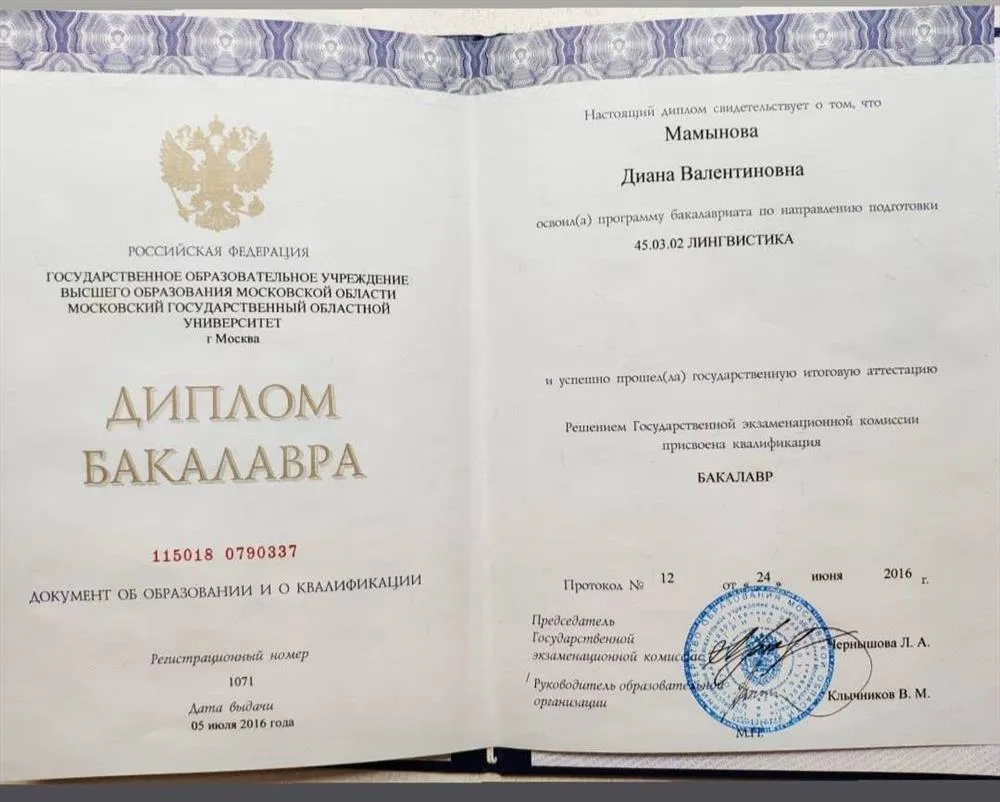 РОССИЙСКАЯ ФЕДЕРАЦИЯ
ГОСУДАРСТВЕННОЕ ОБРАЗОВАТЕЛЬНОЕ УЧРЕЖДЕНИЕ
ВЫСШЕГО ОБРАЗОВАНИЯ МОСКОВСКОЙ ОБЛАСТИ
МОСКОВСКИЙ ГОСУДАРСТВЕННЫЙ ОБЛАСТНОЙ
УНИВЕРСИТЕТ
г Москва
ДИПЛОМ
БАКАЛАВРА
115018 0790337
ДОКУМЕНТ ОБ ОБРАЗОВАНИИ И О КВАЛИФИКАЦИИ
Регистрационный номер
1071
Дата выдачи
05 июля 2016 года
Настоящий диплом свидетельствует о том, что
Мамынова
Диана Валентиновна
освоил(а) программу бакалавриата по направлению подготовки
45.03.02 ЛИНГВИСТИКА
и успешно прошел(ла) государственную итоговую аттестацию
Решением Государственной экзаменационной комиссии
присвоена квалификация
БАКАЛАВР
Протокол № 12 от « 24 » июня 2016 г.
Председатель
Государственной
экзаменационной комиссии Чернышова Л. А.
Руководитель образовательной
организации Клычников В. М.
М.П.